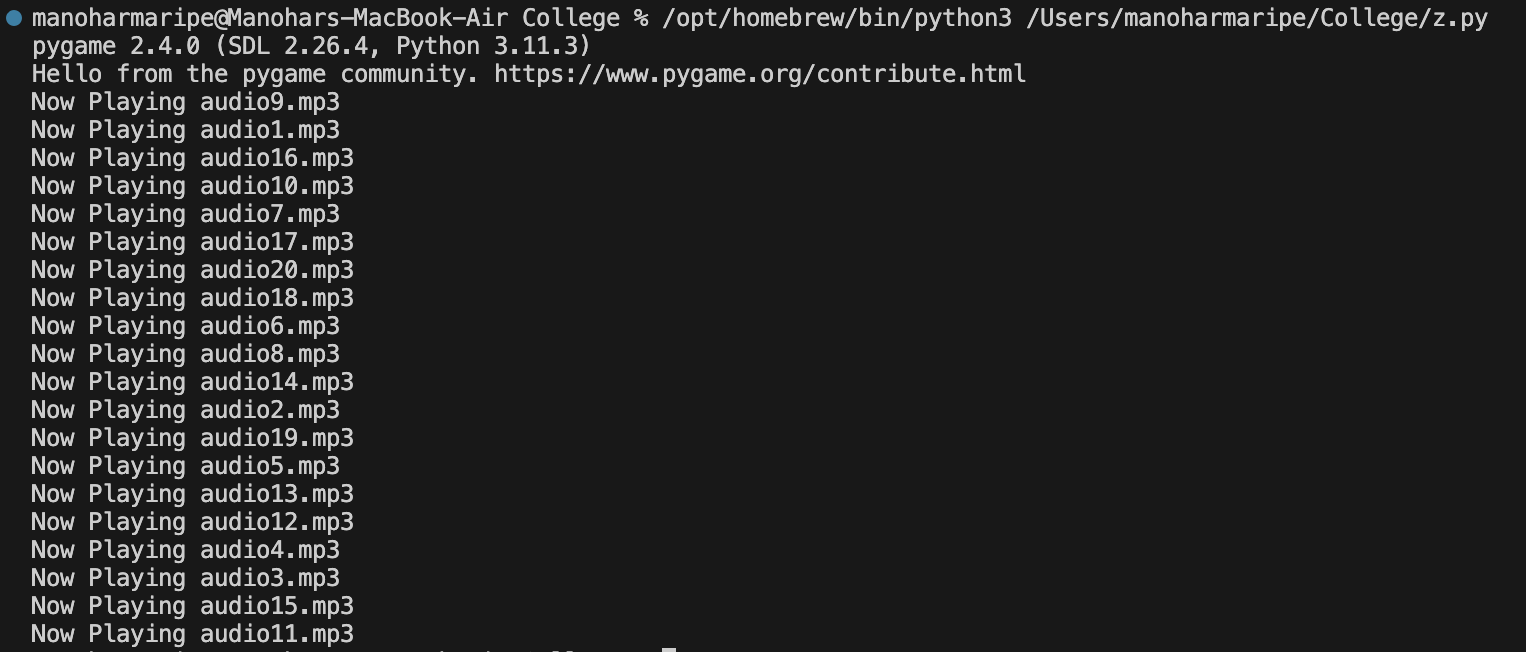 manoharmaripe@Manohars-MacBook-Air College % /opt/homebrew/bin/python3 /Users/manoharmaripe/College/z.py
pygame 2.4.0 (SDL 2.26.4, Python 3.11.3)
Hello from the pygame community. https://www.pygame.org/contribute.html
Now Playing audio9.mp3
Now Playing audio1.mp3
Now Playing audio16.mp3
Now Playing audio10.mp3
Now Playing audio7.mp3
Now Playing audio17.mp3
Now Playing audio20.mp3
Now Playing audio18.mp3
Now Playing audio6.mp3
Now Playing audio8.mp3
Now Playing audio14.mp3
Now Playing audio2.mp3
Now Playing audio19.mp3
Now Playing audio5.mp3
Now Playing audio13.mp3
Now Playing audio12.mp3
Now Playing audio4.mp3
Now Playing audio3.mp3
Now Playing audio15.mp3
Now Playing audio11.mp3